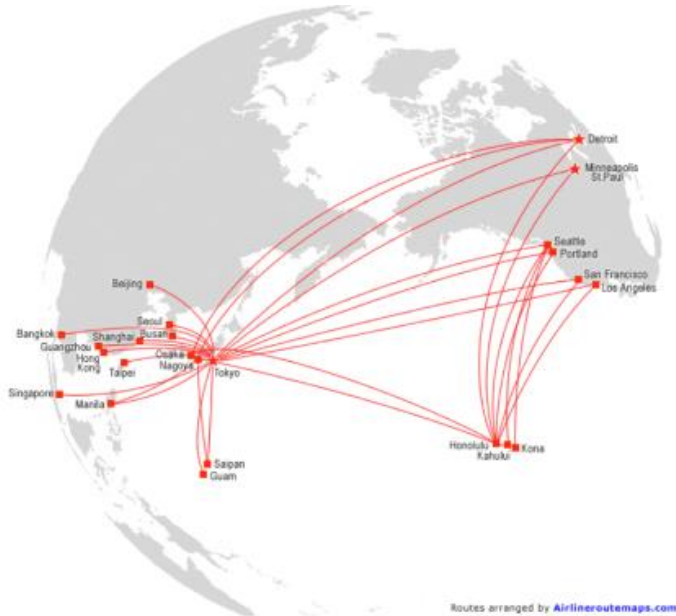 Detroit
Minneapolis
St.Paul
Seattle
Portland
San Francisco
Los Angeles
Beijing
Seoul
Busan
Bangkok
Shanghai
Guangzhou
Hong
Kong
Osaka
Nagoya
Tokyo
Taipei
Singapore
Manila
Honolulu
Kahului
Kona
Saipan
Guam
Routes arranged by Airlineroutemaps.com